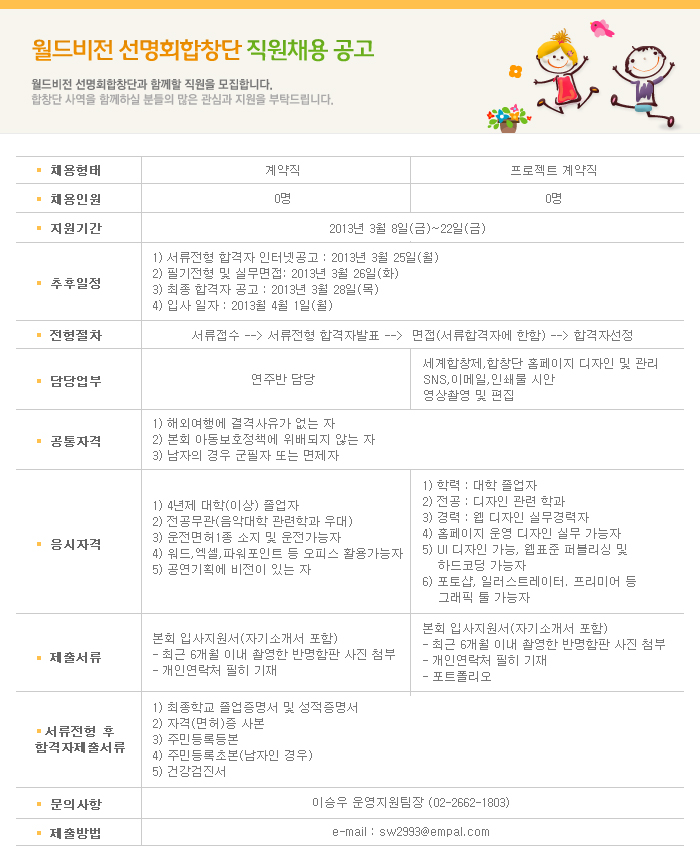 월드비전 선명회합창단 직원채용 공고
월드비전 선명회합창단과 함께할 직원을 모집합니다.
합창단 사역을 함께하실 분들의 많은 관심과 지원을 부탁드립니다.
채용형태 계약직 프로젝트 계약직
채용인원 0명 0명
지원기간 2013년 3월 8일(금)~22일(금)
추후일정
1) 서류전형 합격자 인터넷공고 : 2013년 3월 25일(월)
2) 필기전형 및 실무면접: 2013년 3월 26일(화)
3) 최종 합격자 공고 : 2013년 3월 28일(목)
4) 입사 일자 : 2013월 4월 1일(월)
전형절차 서류접수 --> 서류전형 합격자발표 --> 면접(서류합격자에 한함) --> 합격자선정
담당업부
연주반 담당
세계합창제,합창단 홈페이지 디자인 및 관리
SNS,이메일,인쇄물 시안
영상촬영 및 편집
공통자격
1) 해외여행에 결격사유가 없는 자
2) 본회 아동보호정책에 위배되지 않는 자
3) 남자의 경우 군필자 또는 면제자
응시자격
1) 4년제 대학(이상) 졸업자
2) 전공무관(음악대학 관련학과 우대)
3) 운전면허1종 소지 및 운전가능자
4) 워드,엑셀,파워포인트 등 오피스 활용가능자
5) 공연기획에 비전이 있는 자
1) 학력 : 대학 졸업자
2) 전공 : 디자인 관련 학과
3) 경력 : 웹 디자인 실무경력자
4) 홈페이지 운영 디자인 실무 가능자
5) UI 디자인 가능, 웹표준 퍼블리싱 및
하드코딩 가능자
6) 포토샵, 일러스트레이터. 프리미어 등
그래픽 툴 가능자
제출서류
본회 입사지원서(자기소개서 포함)
- 최근 6개월 이내 촬영한 반명함판 사진 첨부
- 개인연락처 필히 기재
본회 입사지원서(자기소개서 포함)
- 최근 6개월 이내 촬영한 반명함판 사진 첨부
- 개인연락처 필히 기재
- 포트폴리오
서류전형 후
합격자제출서류
1) 최종학교 졸업증명서 및 성적증명서
2) 자격(면허)증 사본
3) 주민등록등본
4) 주민등록초본(남자인 경우)
5) 건강검진서
문의사항 이승우 운영지원팀장 (02-2662-1803)
제출방법 e-mail : sw2993@empal.com